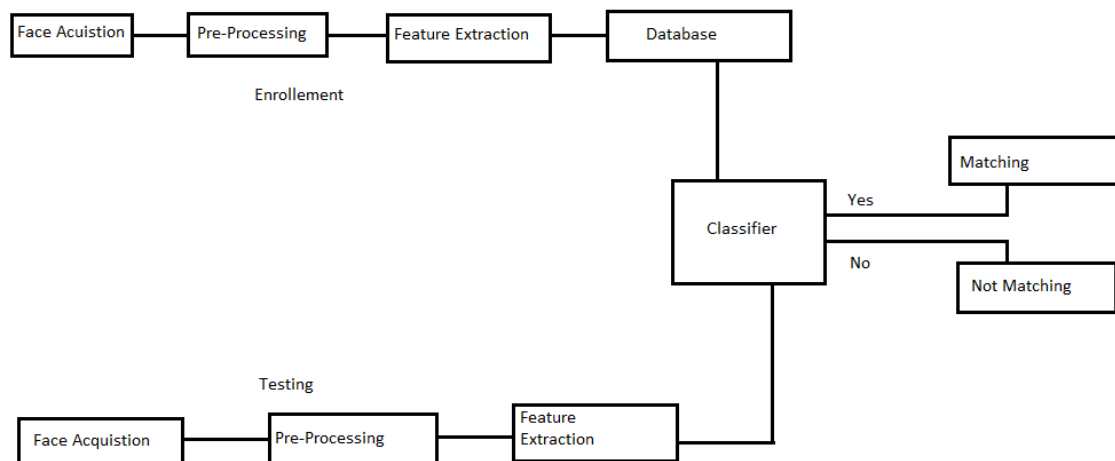 Face Acuistion
Pre-Processing
Feature Extraction
Database
Enrollement
Matching
Yes
Classifier
No
Not Matching
Testing
Face Acquistion
Pre-Processing
Feature
Extraction